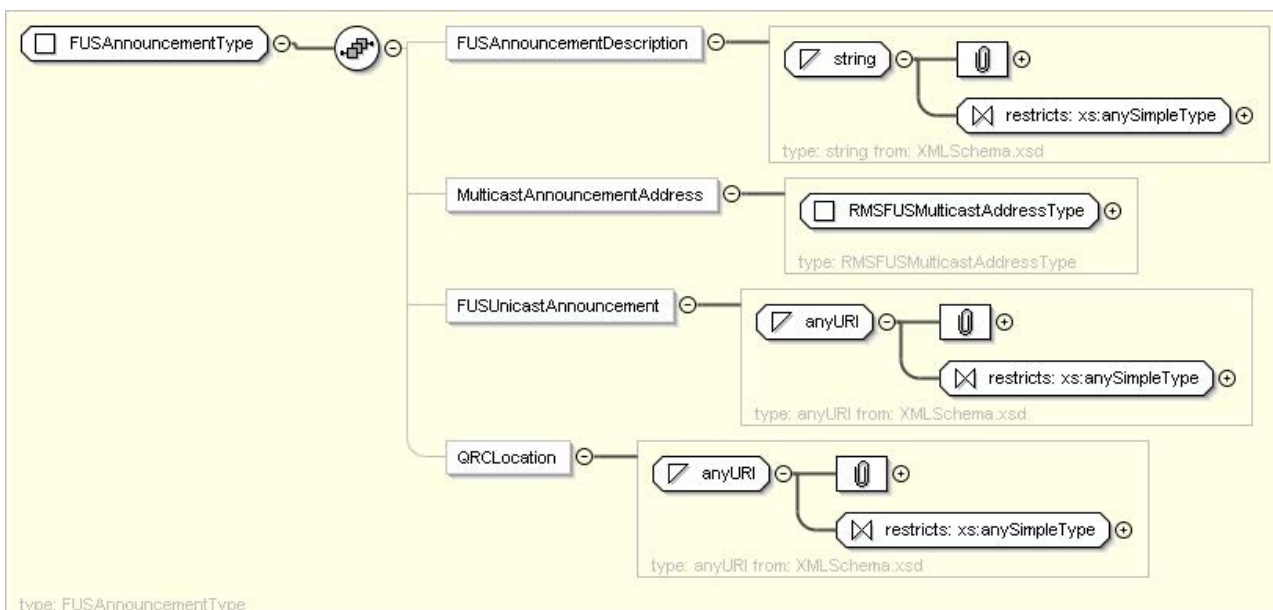 FUSAnnouncementType
FUSAnnouncementDescription
string
restricts: xs:anySimpleType
type: string from: XMLSchema.xsd
MulticastAnnouncementAddress
RMSFUSMulticastAddressType
type: RMSFUSMulticastAddressType
FUSUnicastAnnouncement
anyURI
restricts: xs:anySimpleType
type: anyURI from: XMLSchema.xsd
QRCLocation
anyURI
restricts: xs:anySimpleType
type: anyURI from: XMLSchema.xsd
type: FUSAnnouncementType